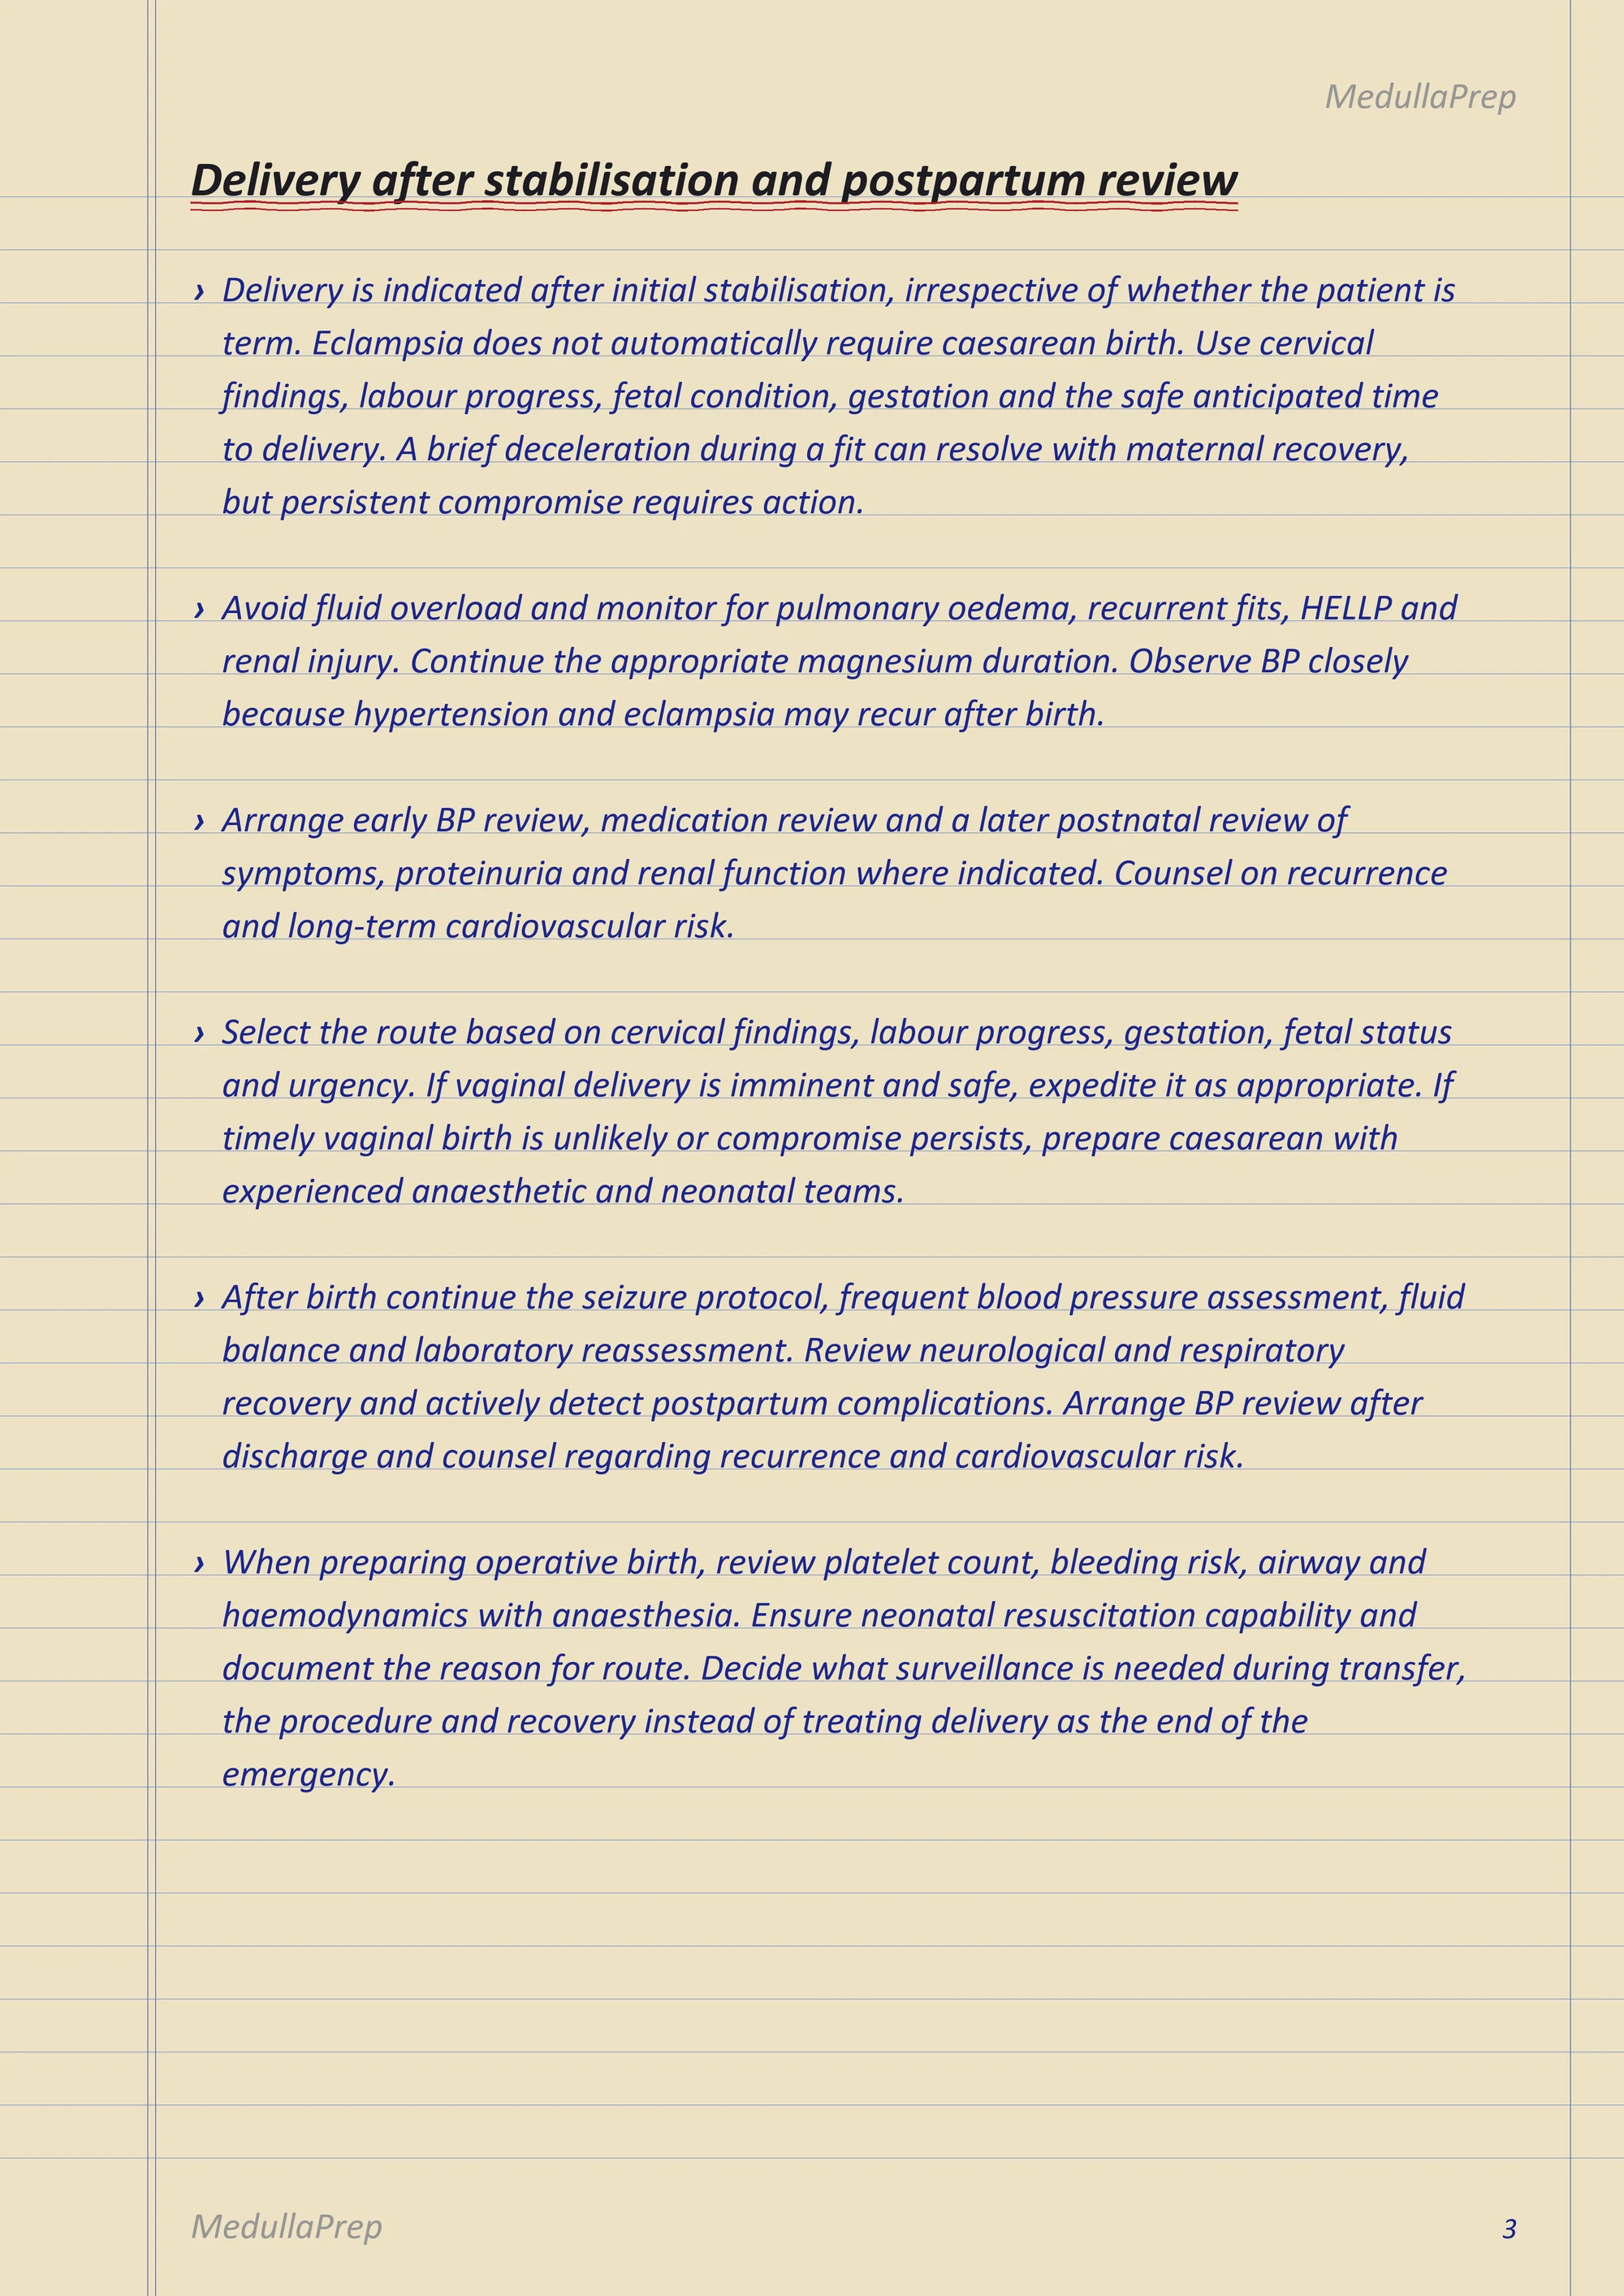 MedullaPrep
Delivery after stabilisation and postpartum review
› Delivery is indicated after initial stabilisation, irrespective of whether the patient is
term. Eclampsia does not automatically require caesarean birth. Use cervical
findings, labour progress, fetal condition, gestation and the safe anticipated time
to delivery. A brief deceleration during a fit can resolve with maternal recovery,
but persistent compromise requires action.
› Avoid fluid overload and monitor for pulmonary oedema, recurrent fits, HELLP and
renal injury. Continue the appropriate magnesium duration. Observe BP closely
because hypertension and eclampsia may recur after birth.
› Arrange early BP review, medication review and a later postnatal review of
symptoms, proteinuria and renal function where indicated. Counsel on recurrence
and long-term cardiovascular risk.
› Select the route based on cervical findings, labour progress, gestation, fetal status
and urgency. If vaginal delivery is imminent and safe, expedite it as appropriate. If
timely vaginal birth is unlikely or compromise persists, prepare caesarean with
experienced anaesthetic and neonatal teams.
› After birth continue the seizure protocol, frequent blood pressure assessment, fluid
balance and laboratory reassessment. Review neurological and respiratory
recovery and actively detect postpartum complications. Arrange BP review after
discharge and counsel regarding recurrence and cardiovascular risk.
› When preparing operative birth, review platelet count, bleeding risk, airway and
haemodynamics with anaesthesia. Ensure neonatal resuscitation capability and
document the reason for route. Decide what surveillance is needed during transfer,
the procedure and recovery instead of treating delivery as the end of the
emergency.
MedullaPrep
3